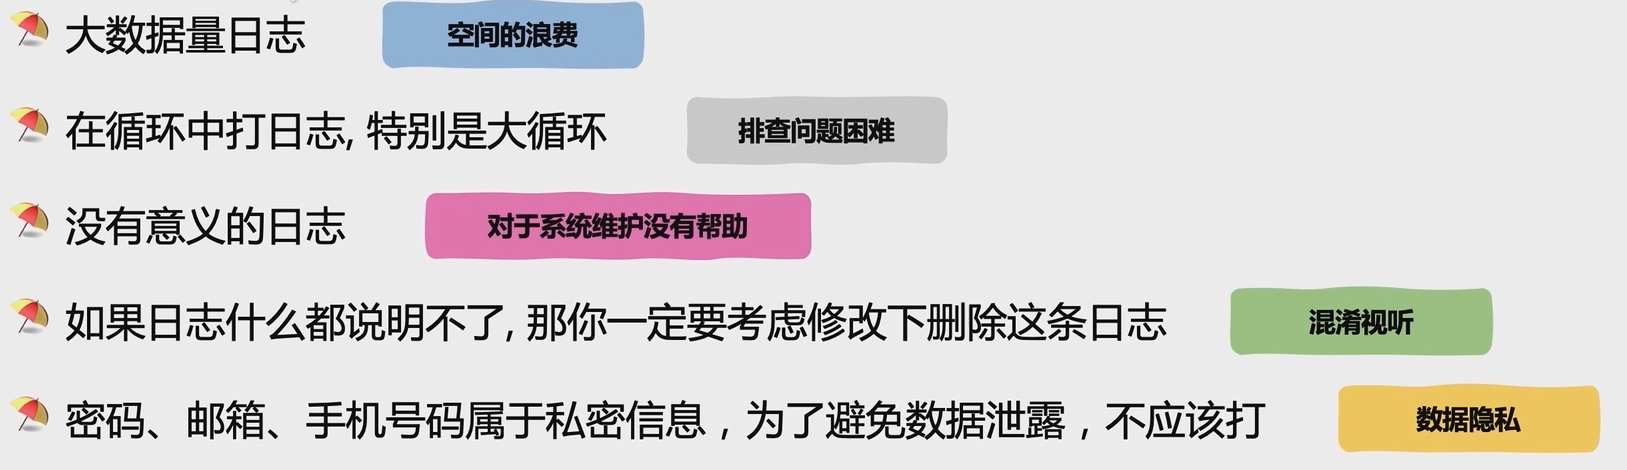 大数据量日志 空间的浪费
在循环中打日志, 特别是大循环 排查问题困难
没有意义的日志 对于系统维护没有帮助
如果日志什么都说明不了, 那你一定要考虑修改下删除这条日志 混淆视听
密码、邮箱、手机号码属于私密信息，为了避免数据泄露，不应该打 数据隐私